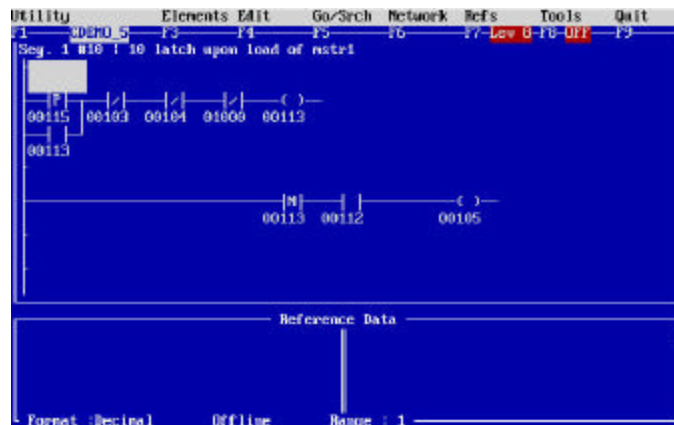 Utility Elements Edit Go/Srch Network Refs Tools Quit
F1 CDEMO_5 F3 F4 F5 F6 F7-Lev 8-F8-OFF F9
Seg. 1 #10 : 10 latch upon load of mstr1
P / / / ( )
00115 00103 00104 01000 00113
00113
N ( )
00113 00112 00105
Reference Data
Format :Decimal Offline Range : 1